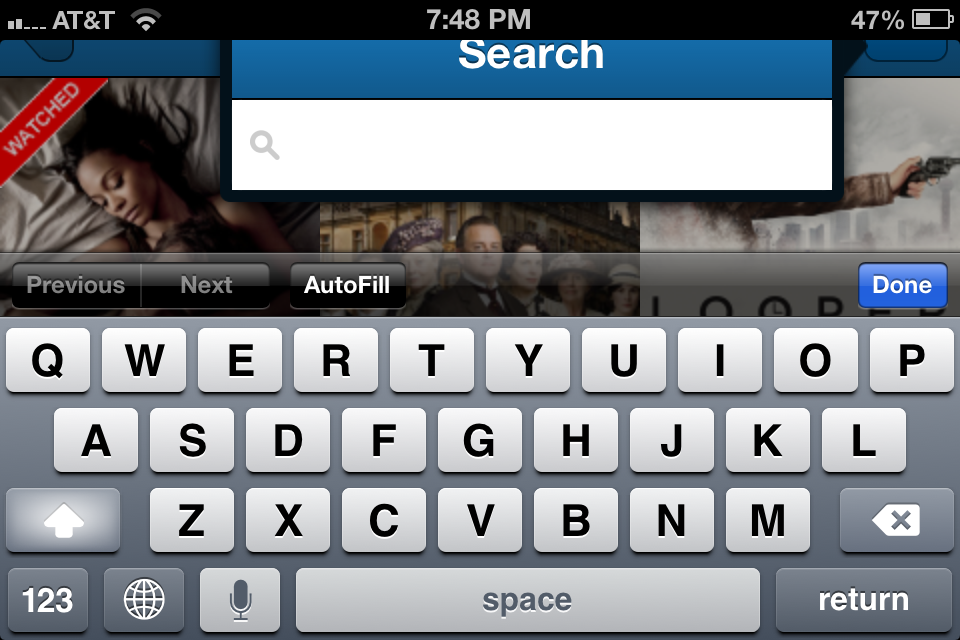 AT&T 7:48 PM 47%
Search
WATCHED
LOOPER
Previous Next AutoFill Done
Q W E R T Y U I O P
A S D F G H J K L
Z X C V B N M
123 space return